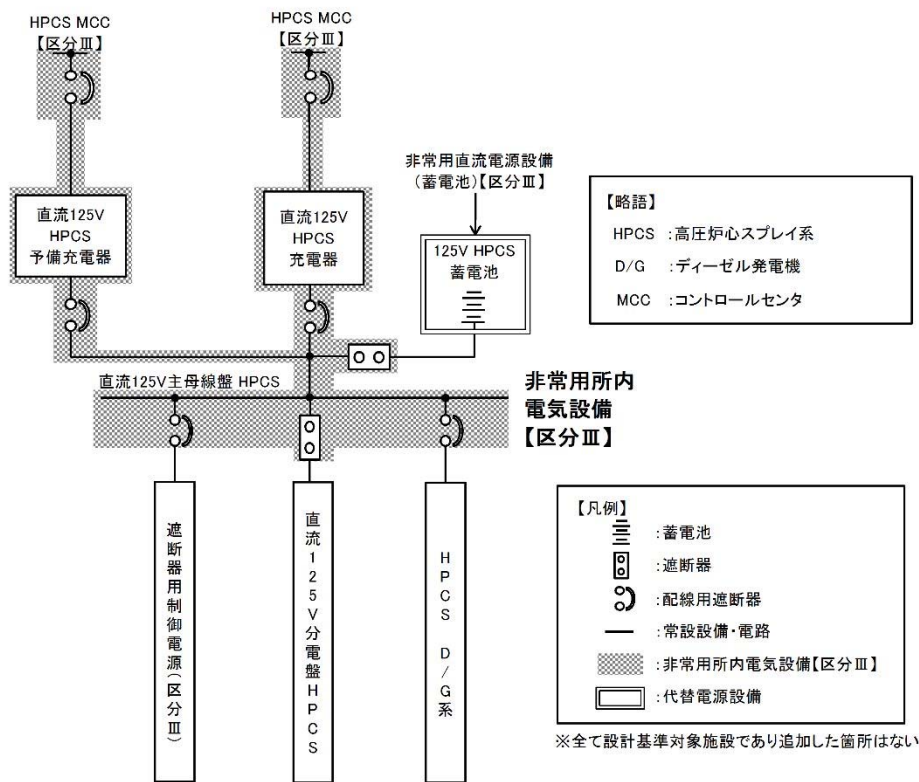 HPCS MCC
【区分Ⅲ】
HPCS MCC
【区分Ⅲ】
非常用直流電源設備
(蓄電池)【区分Ⅲ】
直流125V
HPCS
予備充電器
直流125V
HPCS
充電器
125V HPCS
蓄電池
【略語】
HPCS :高圧炉心スプレイ系
D/G :ディーゼル発電機
MCC :コントロールセンタ
直流125V主母線盤 HPCS
非常用所内
電気設備
【区分Ⅲ】
遮断器用制御電源(区分Ⅲ)
直流125V分電盤HPCS
HPCS D/G系
【凡例】
:蓄電池
:遮断器
:配線用遮断器
:常設設備・電路
:非常用所内電気設備【区分Ⅲ】
:代替電源設備
※全て設計基準対象施設であり追加した箇所はない